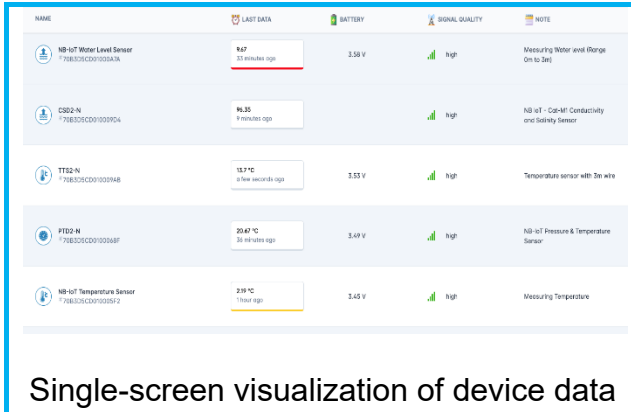 NAME LAST DATA BATTERY SIGNAL QUALITY NOTE
NB-IoT Water Level Sensor 9.67 3.58 V high Measuring Water level (Range
33 minutes ago 0m to 3m)
CSD2-N 96.35 high NB IoT - Cat-M1 Conductivity
9 minutes ago and Salinity Sensor
TTS2-N 13.7 °C 3.53 V high Temperature sensor with 3m wire
a few seconds ago
PTD2-N 20.67 °C 3.49 V high NB-IoT Pressure & Temperature
36 minutes ago Sensor
NB-IoT Temperature Sensor 2.19 °C 3.45 V high Measuring Temperature
1 hour ago
Single-screen visualization of device data